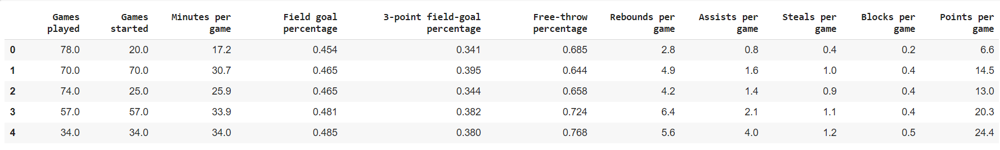 Games played Games started Minutes per game Field goal percentage 3-point field-goal percentage Free-throw percentage Rebounds per game Assists per game Steals per game Blocks per game Points per game
0 78.0 20.0 17.2 0.454 0.341 0.685 2.8 0.8 0.4 0.2 6.6
1 70.0 70.0 30.7 0.465 0.395 0.644 4.9 1.6 1.0 0.4 14.5
2 74.0 25.0 25.9 0.465 0.344 0.658 4.2 1.4 0.9 0.4 13.0
3 57.0 57.0 33.9 0.481 0.382 0.724 6.4 2.1 1.1 0.4 20.3
4 34.0 34.0 34.0 0.485 0.380 0.768 5.6 4.0 1.2 0.5 24.4